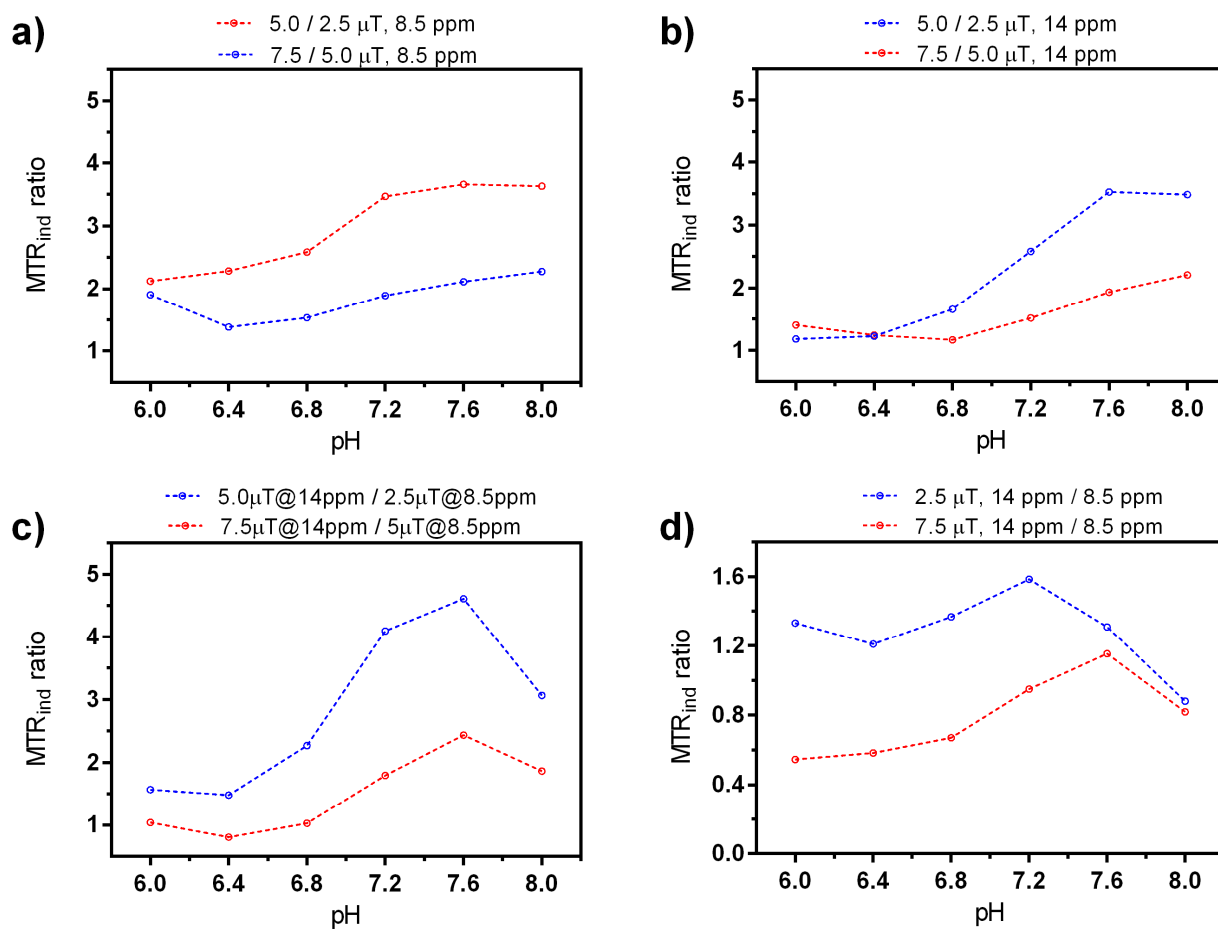 a)
5.0 / 2.5 μT, 8.5 ppm
7.5 / 5.0 μT, 8.5 ppm
5
4
3
2
1
MTRind ratio
6.0 6.4 6.8 7.2 7.6 8.0
pH
b)
5.0 / 2.5 μT, 14 ppm
7.5 / 5.0 μT, 14 ppm
5
4
3
2
1
MTRind ratio
6.0 6.4 6.8 7.2 7.6 8.0
pH
c)
5.0μT@14ppm / 2.5μT@8.5ppm
7.5μT@14ppm / 5μT@8.5ppm
5
4
3
2
1
MTRind ratio
6.0 6.4 6.8 7.2 7.6 8.0
pH
d)
2.5 μT, 14 ppm / 8.5 ppm
7.5 μT, 14 ppm / 8.5 ppm
1.6
1.2
0.8
0.4
0.0
MTRind ratio
6.0 6.4 6.8 7.2 7.6 8.0
pH